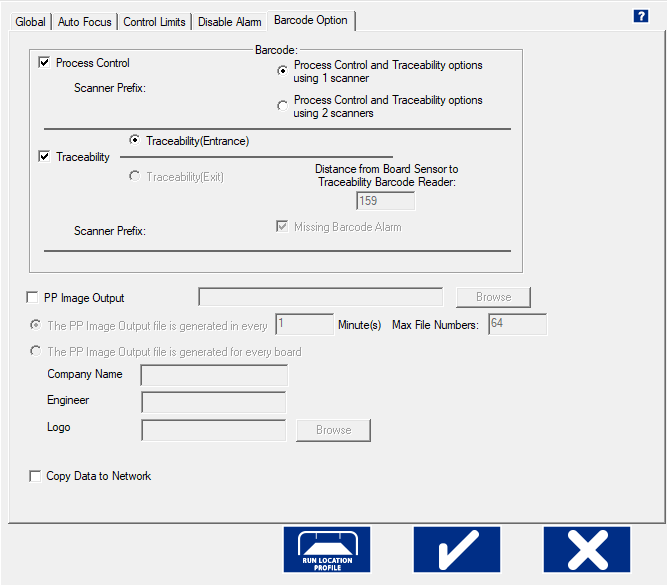 Global Auto Focus Control Limits Disable Alarm Barcode Option ?
Barcode:
Process Control
Process Control and Traceability options
using 1 scanner
Scanner Prefix:
Process Control and Traceability options
using 2 scanners
Traceability(Entrance)
Traceability
Traceability(Exit)
Distance from Board Sensor to
Traceability Barcode Reader:
159
Scanner Prefix:
Missing Barcode Alarm
PP Image Output
Browse
The PP Image Output file is generated in every 1 Minute(s) Max File Numbers: 64
The PP Image Output file is generated for every board
Company Name
Engineer
Logo
Browse
Copy Data to Network
RUN LOCATION
PROFILE